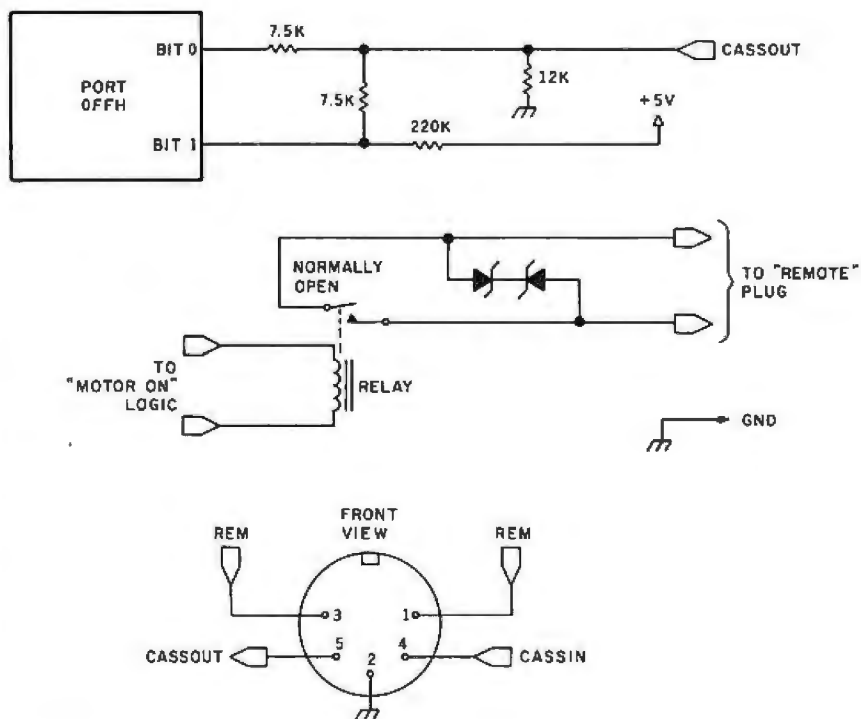 7.5K
BIT 0
CASSOUT
PORT
0FFH
7.5K
12K
+5V
220K
BIT 1
NORMALLY
OPEN
TO "REMOTE"
PLUG
TO
"MOTOR ON"
LOGIC
RELAY
GND
FRONT
VIEW
REM
REM
3
1
5
4
2
CASSOUT
CASSIN